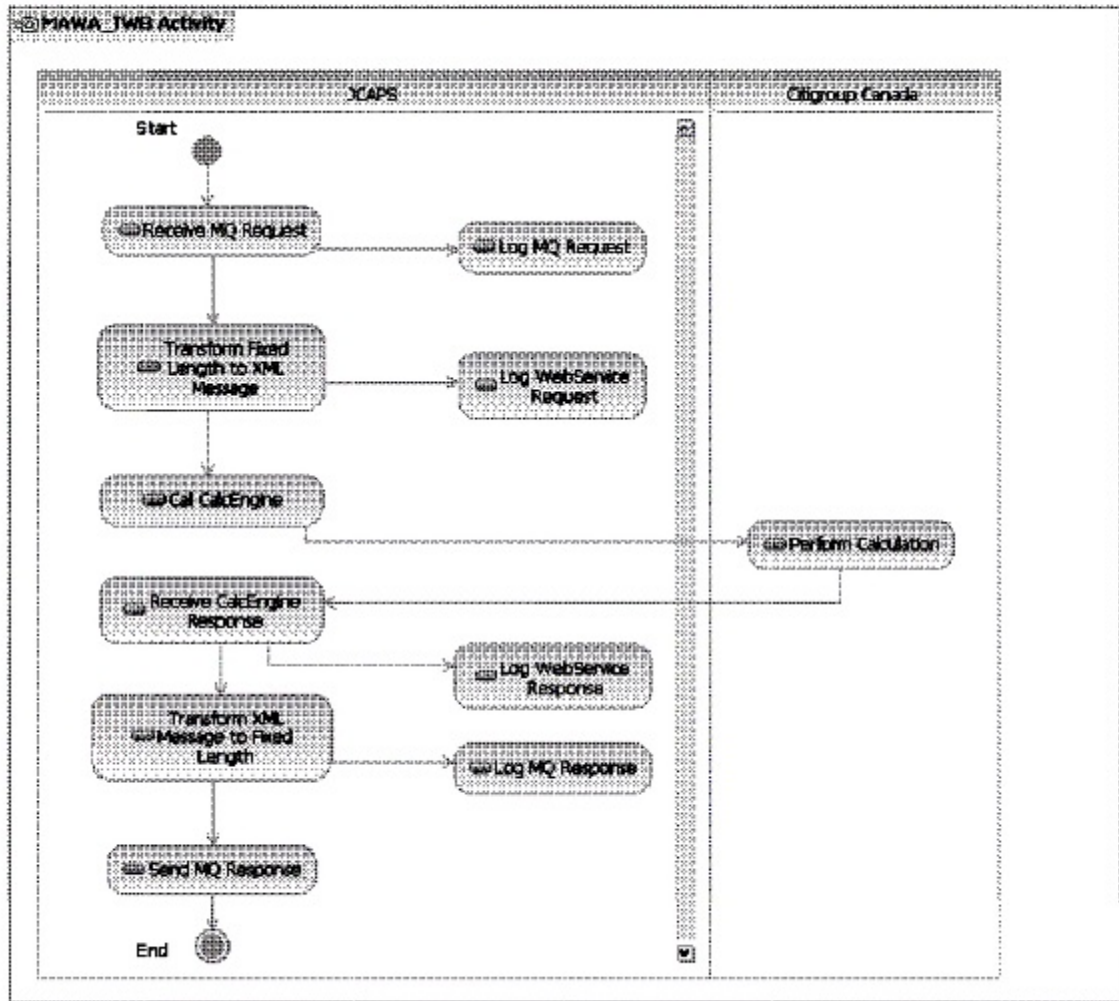 MAWA_IWB Activity
JCAPS
Citigroup Canada
Start
Receive MQ Request
Log MQ Request
Transform Fixed
Length to XML
Message
Log WebService
Request
Call CalcEngine
Perform Calculation
Receive CalcEngine
Response
Log WebService
Response
Transform XML
Message to Fixed
Length
Log MQ Response
Send MQ Response
End